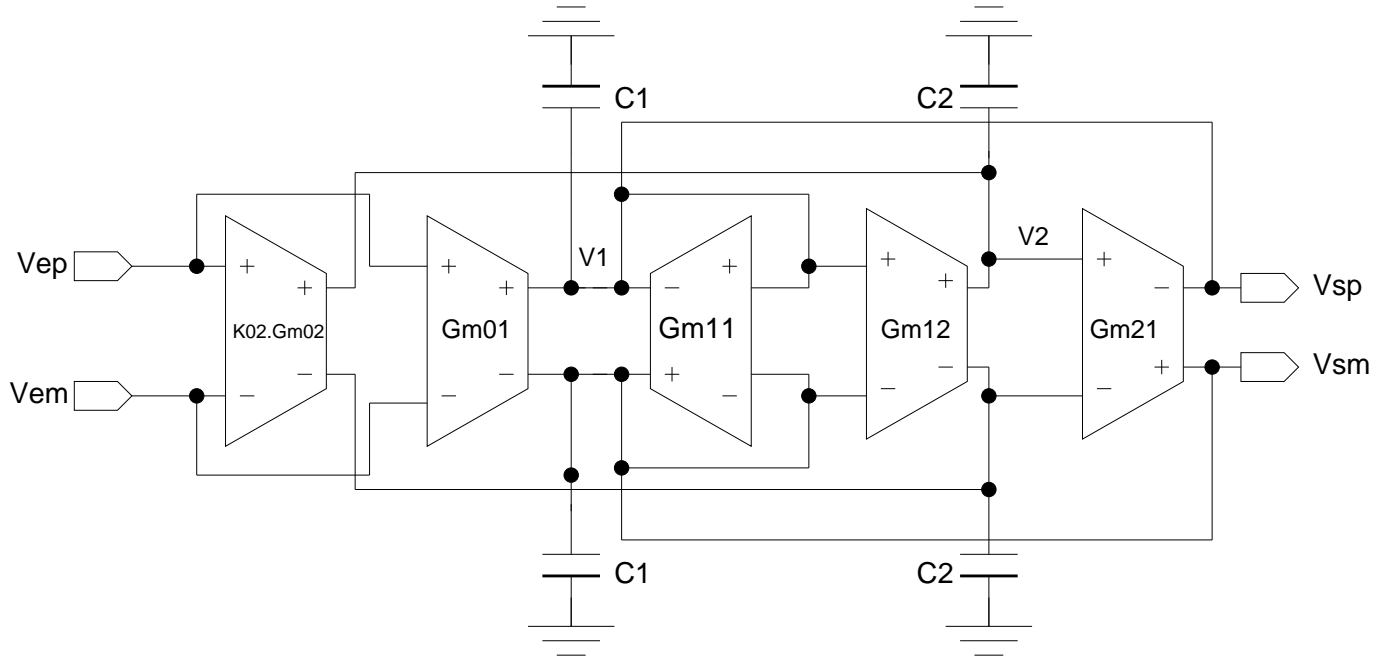 C1
C2
V1
V2
Vep
+
+
+
+
+
−
+
+
+
−
Vsp
K02.Gm02
Gm01
Gm11
Gm12
Gm21
Vem
−
−
−
−
+
−
−
−
−
+
Vsm
C1
C2